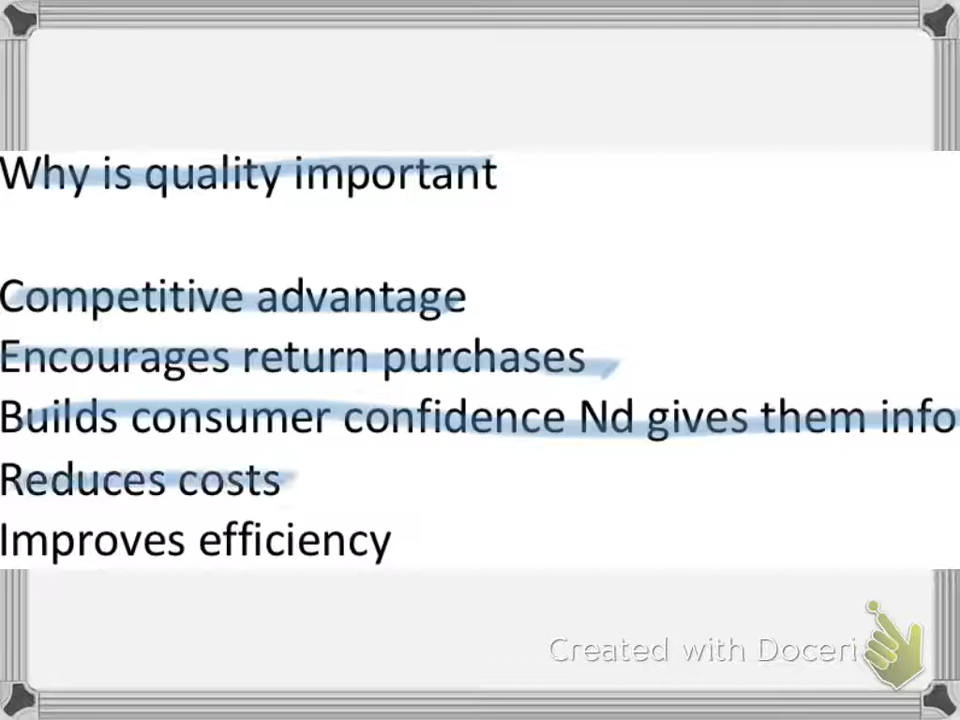 Why is quality important
Competitive advantage
Encourages return purchases
Builds consumer confidence Nd gives them info
Reduces costs
Improves efficiency
Created with Doceri